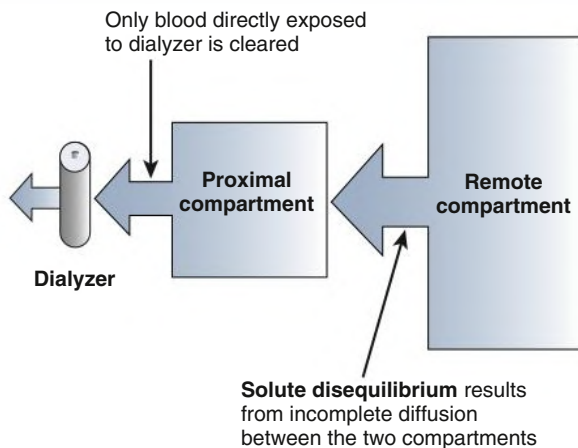 Only blood directly exposed
to dialyzer is cleared
Proximal
compartment
Remote
compartment
Dialyzer
Solute disequilibrium results
from incomplete diffusion
between the two compartments